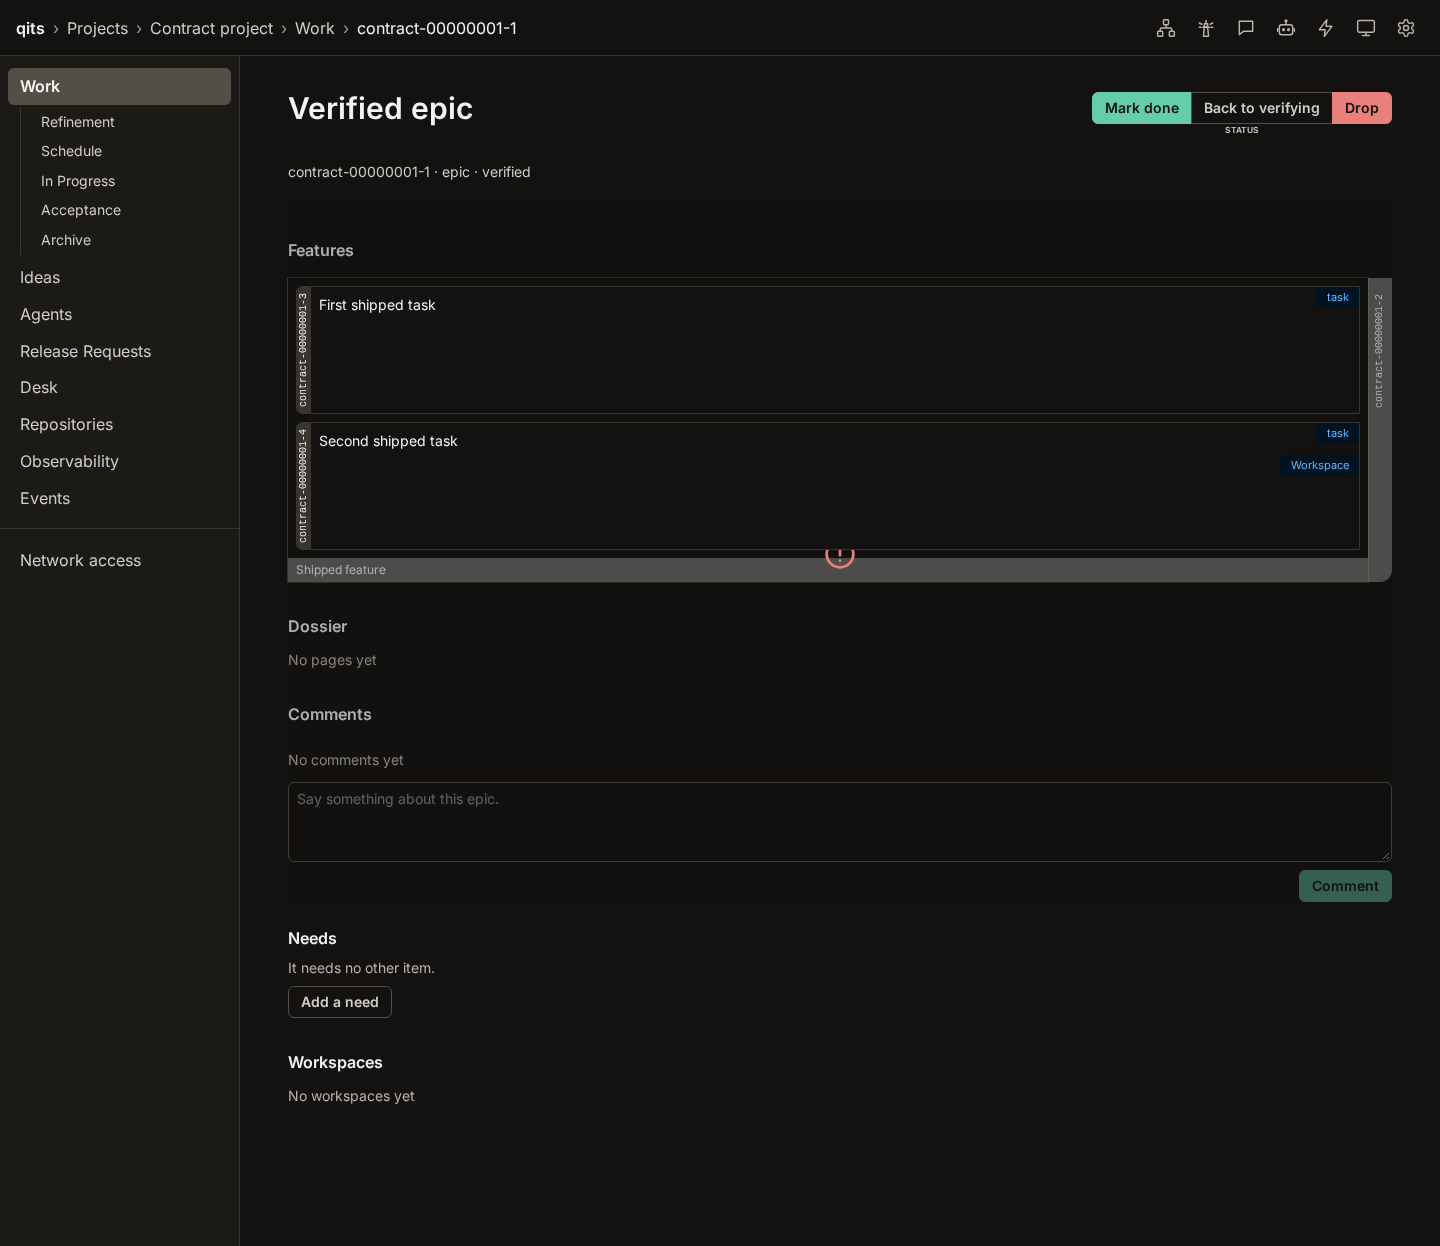 qits › Projects › Contract project › Work › contract-00000001-1
Work
Refinement
Schedule
In Progress
Acceptance
Archive
Ideas
Agents
Release Requests
Desk
Repositories
Observability
Events
Network access
Verified epic
Mark done
Back to verifying
Drop
STATUS
contract-00000001-1 · epic · verified
Features
contract-00000001-3
First shipped task
task
contract-00000001-2
contract-00000001-4
Second shipped task
task
Workspace
Shipped feature
Dossier
No pages yet
Comments
No comments yet
Say something about this epic.
Comment
Needs
It needs no other item.
Add a need
Workspaces
No workspaces yet